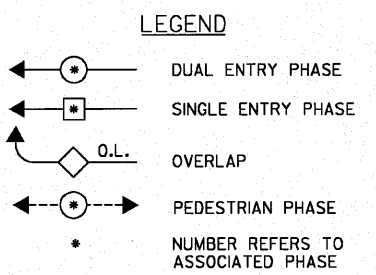 LEGEND
* DUAL ENTRY PHASE
* SINGLE ENTRY PHASE
O.L. OVERLAP
* PEDESTRIAN PHASE
* NUMBER REFERS TO
ASSOCIATED PHASE